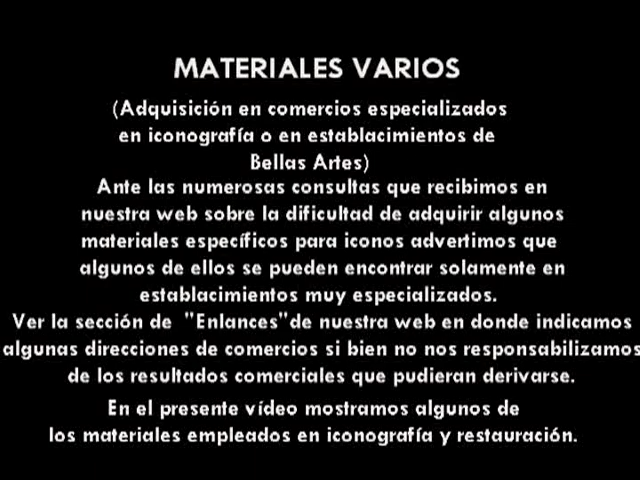 MATERIALES VARIOS
(Adquisición en comercios especializados
en iconografía o en establacimientos de
Bellas Artes)
Ante las numerosas consultas que recibimos en
nuestra web sobre la dificultad de adquirir algunos
materiales específicos para iconos advertimos que
algunos de ellos se pueden encontrar solamente en
establacimientos muy especializados.
Ver la sección de "Enlances"de nuestra web en donde indicamos
algunas direcciones de comercios si bien no nos responsabilizamos
de los resultados comerciales que pudieran derivarse.
En el presente vídeo mostramos algunos de
los materiales empleados en iconografía y restauración.